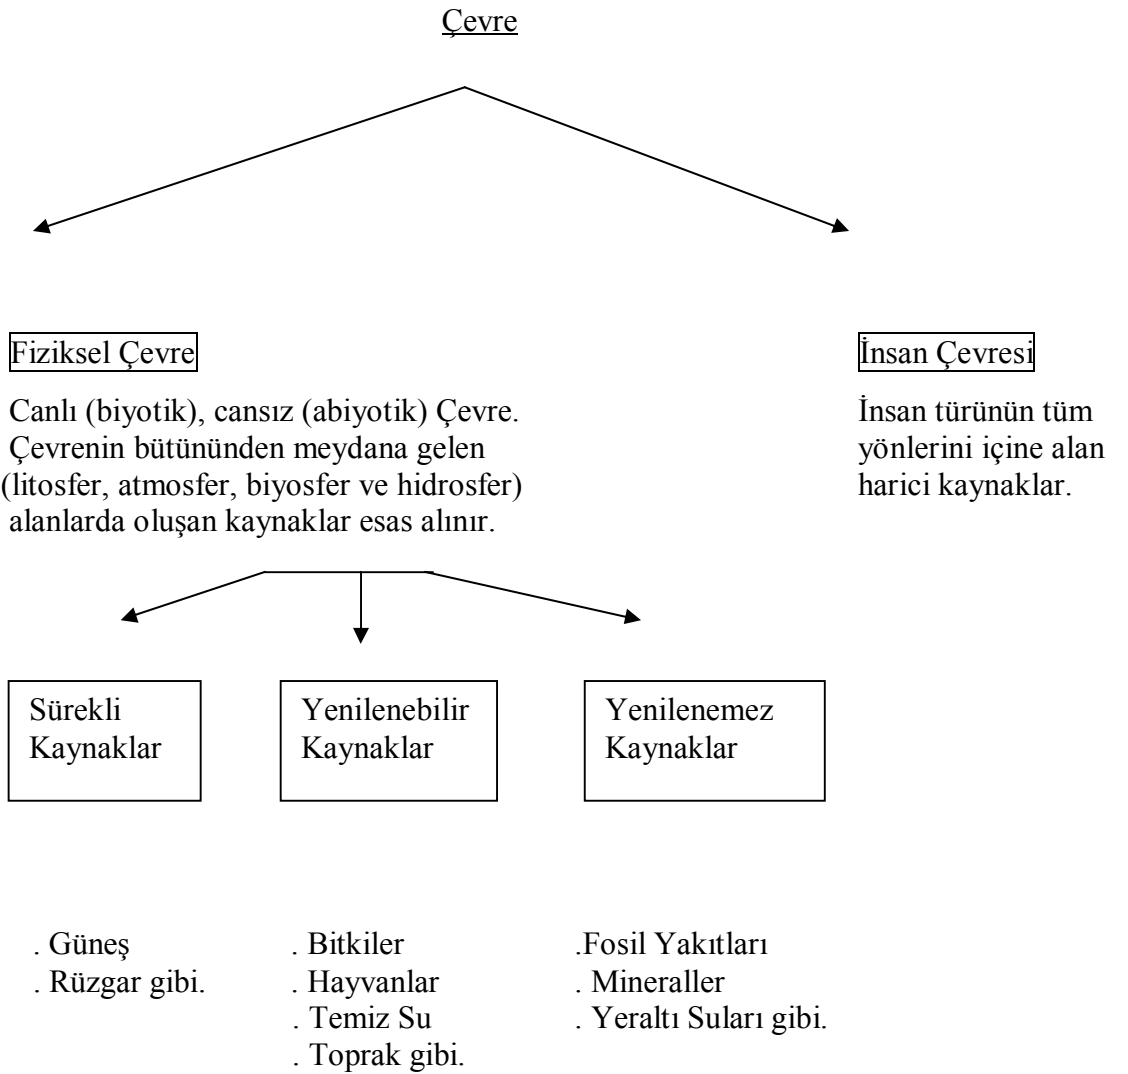 Çevre
Fiziksel Çevre
Canlı (biyotik), cansız (abiyotik) Çevre.
Çevrenin bütününden meydana gelen
(litosfer, atmosfer, biyosfer ve hidrosfer)
alanlarda oluşan kaynaklar esas alınır.
İnsan Çevresi
İnsan türünün tüm
yönlerini içine alan
harici kaynaklar.
Sürekli
Kaynaklar
Yenilenebilir
Kaynaklar
Yenilenemez
Kaynaklar
. Güneş
. Rüzgar gibi.
. Bitkiler
. Hayvanlar
. Temiz Su
. Toprak gibi.
.Fosil Yakıtları
. Mineraller
. Yeraltı Suları gibi.